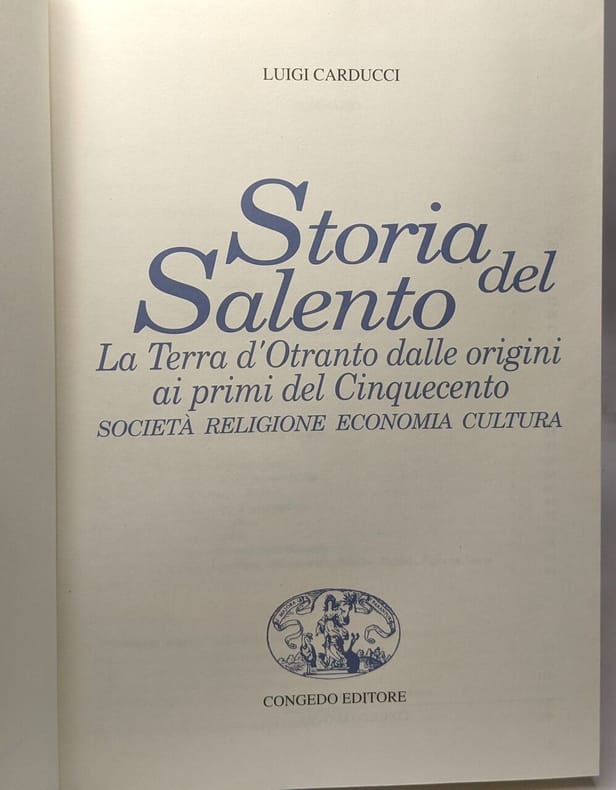 LUIGI CARDUCCI
Storia
del
Salento
La Terra d'Otranto dalle origini
ai primi del Cinquecento
SOCIETÀ RELIGIONE ECONOMIA CULTURA
CONGEDO EDITORE